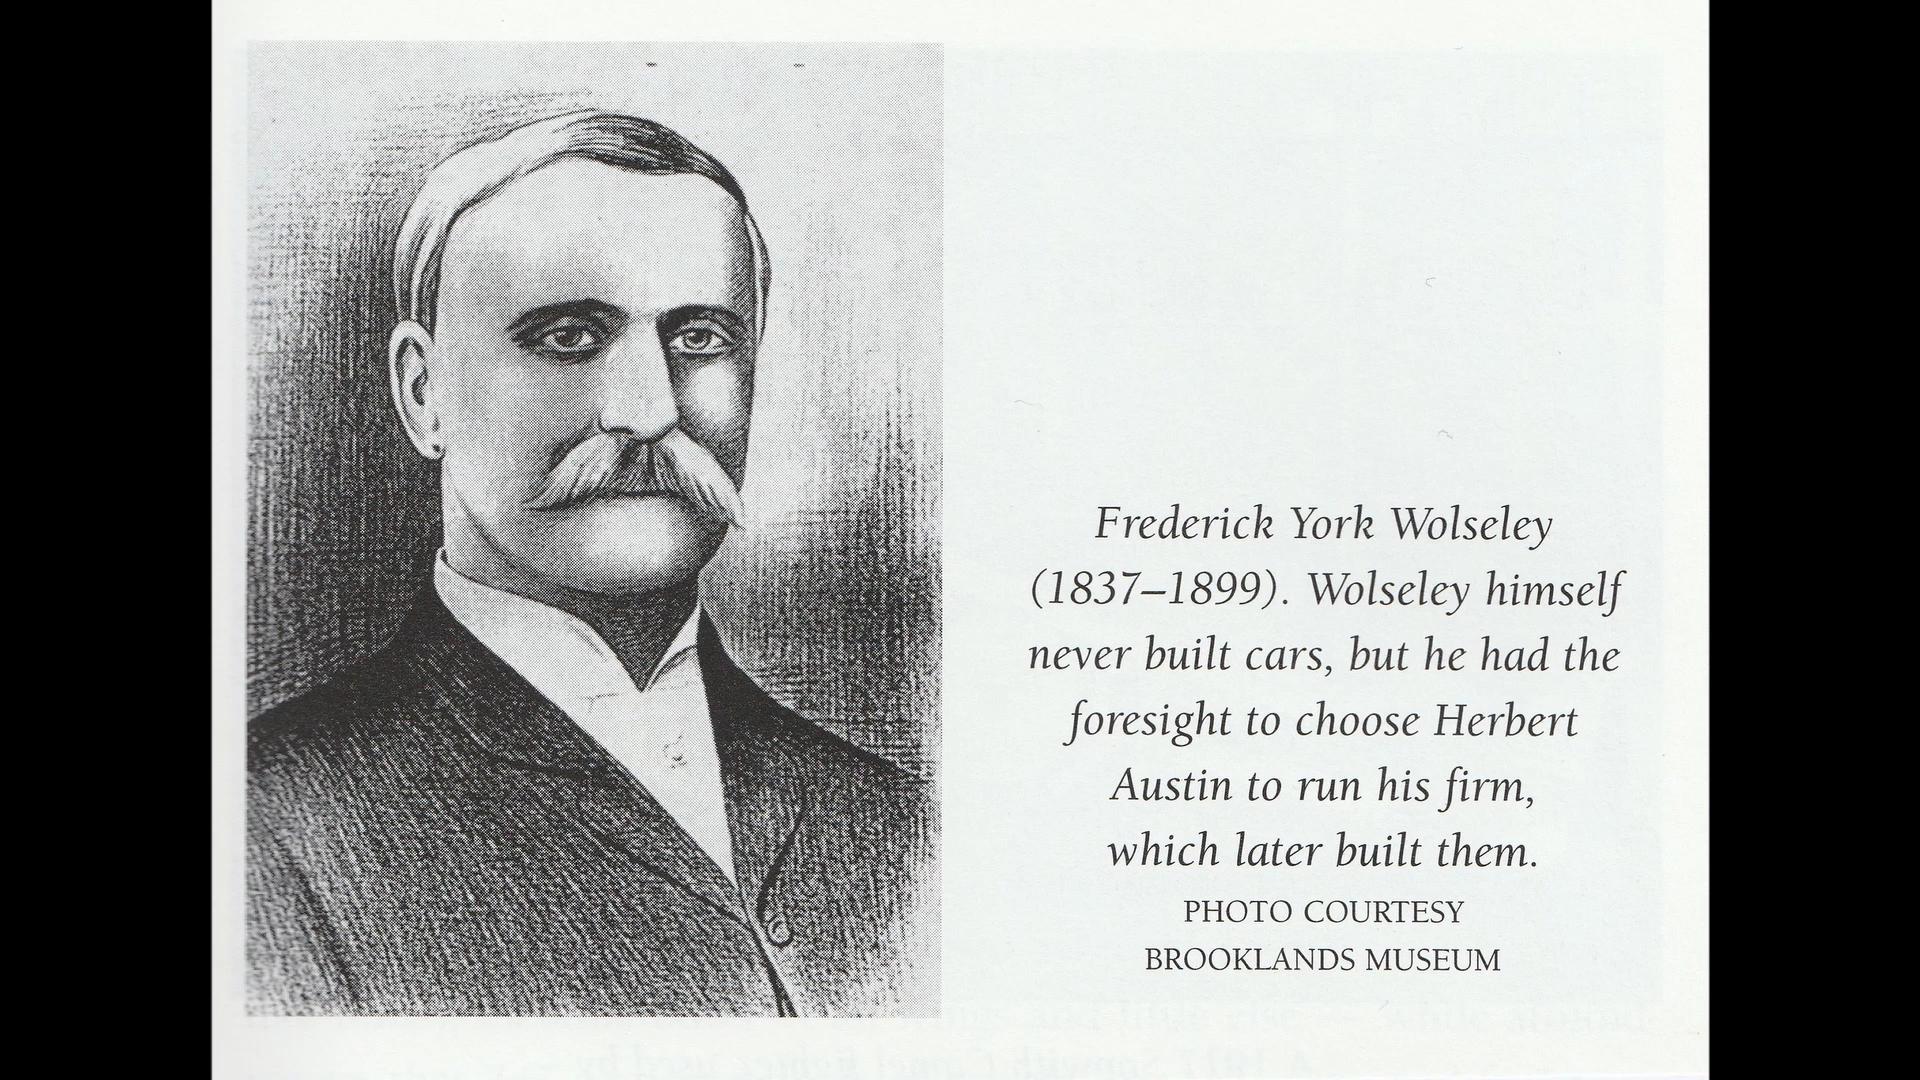 Frederick York Wolseley
(1837–1899). Wolseley himself
never built cars, but he had the
foresight to choose Herbert
Austin to run his firm,
which later built them.
PHOTO COURTESY
BROOKLANDS MUSEUM